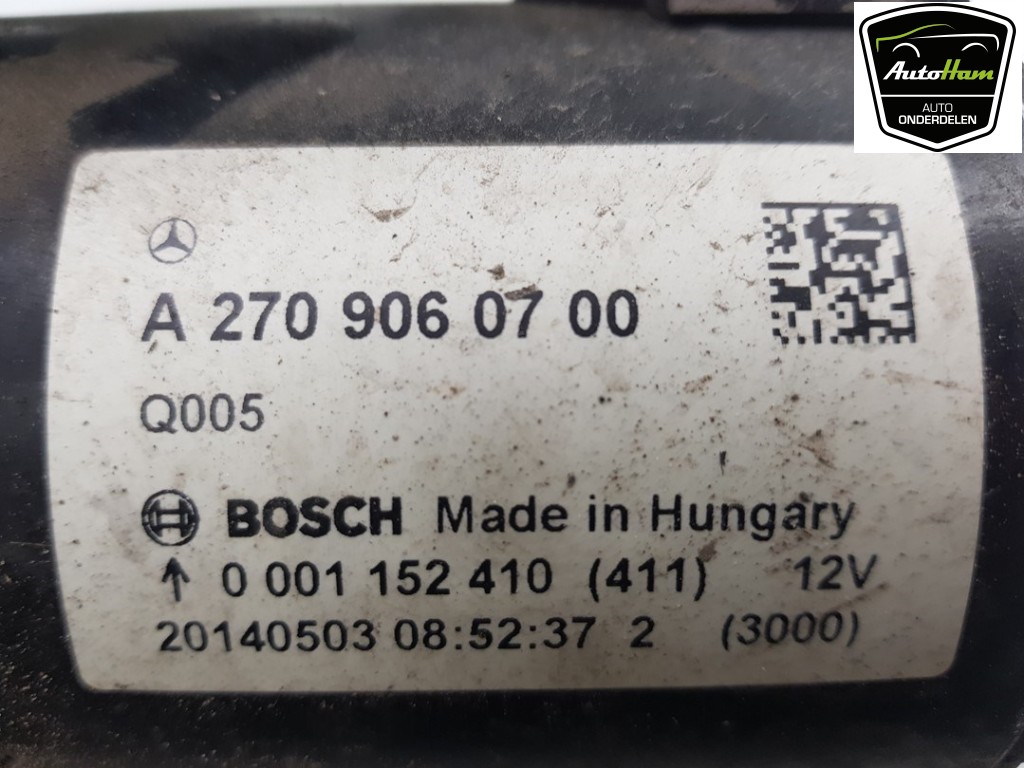 AutoHam
AUTO
ONDERDELEN
A 270 906 07 00
Q005
BOSCH Made in Hungary
↑ 0 001 152 410 (411) 12V
20140503 08:52:37 2 (3000)